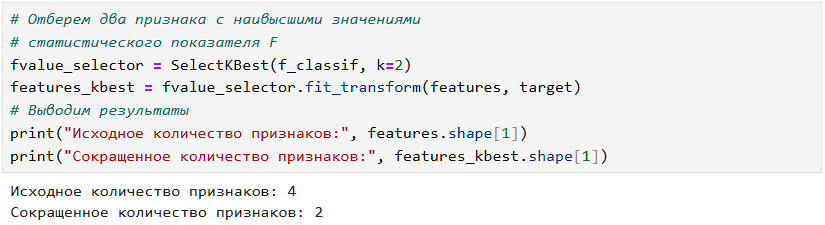 # Отберем два признака с наивысшими значениями
# статистического показателя F
fvalue_selector = SelectKBest(f_classif, k=2)
features_kbest = fvalue_selector.fit_transform(features, target)
# Выводим результаты
print("Исходное количество признаков:", features.shape[1])
print("Сокращенное количество признаков:", features_kbest.shape[1])
Исходное количество признаков: 4
Сокращенное количество признаков: 2